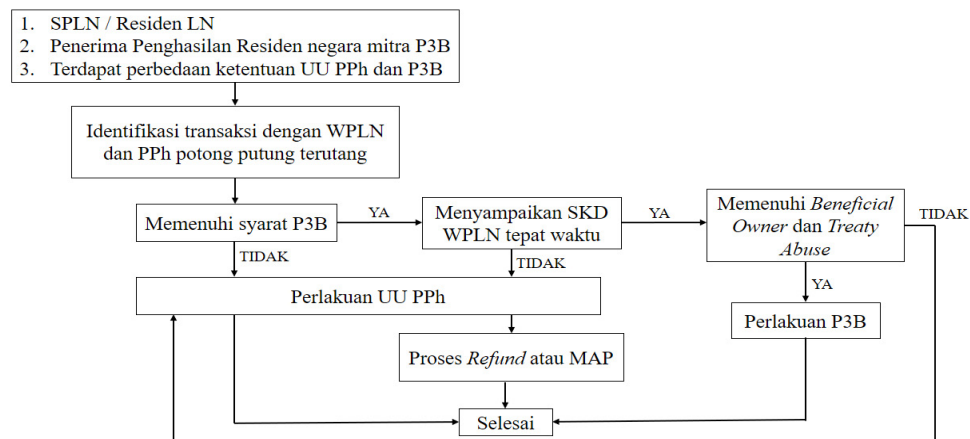 1. SPLN / Residen LN
2. Penerima Penghasilan Residen negara mitra P3B
3. Terdapat perbedaan ketentuan UU PPh dan P3B
Identifikasi transaksi dengan WPLN
dan PPh potong putung terutang
Memenuhi syarat P3B
YA
Menyampaikan SKD
WPLN tepat waktu
YA
Memenuhi Beneficial
Owner dan Treaty
Abuse
TIDAK
TIDAK
TIDAK
YA
Perlakuan UU PPh
Perlakuan P3B
Proses Refund atau MAP
Selesai